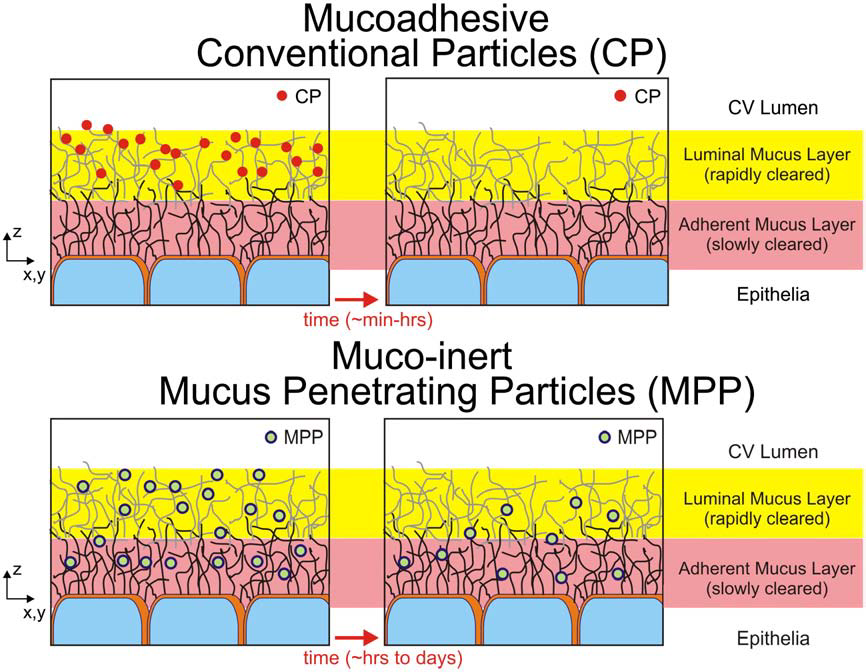 Mucoadhesive
Conventional Particles (CP)
CP
CP
CV Lumen
Luminal Mucus Layer
(rapidly cleared)
Adherent Mucus Layer
(slowly cleared)
Epithelia
z
x,y
time (~min-hrs)
Muco-inert
Mucus Penetrating Particles (MPP)
MPP
MPP
CV Lumen
Luminal Mucus Layer
(rapidly cleared)
Adherent Mucus Layer
(slowly cleared)
Epithelia
z
x,y
time (~hrs to days)